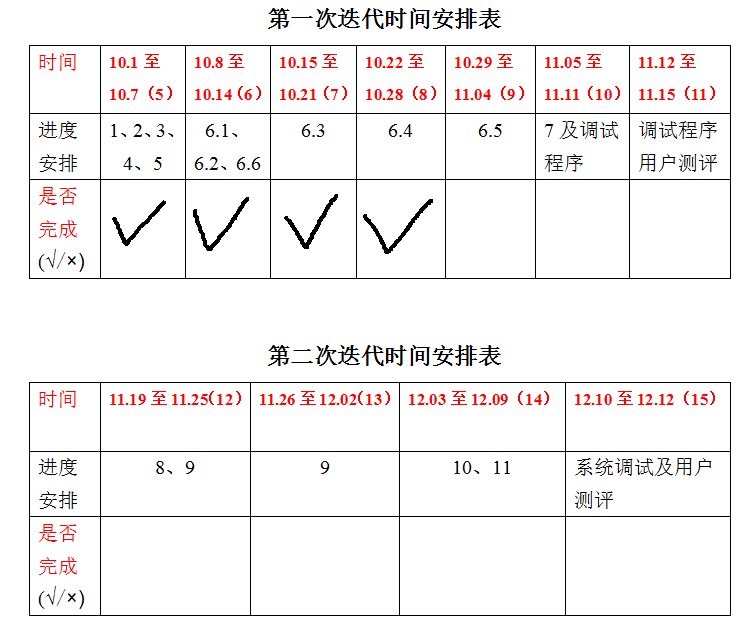 第一次迭代时间安排表
时间 10.1 至 10.8 至 10.15 至 10.22 至 10.29 至 11.05 至 11.12 至
10.7（5） 10.14（6） 10.21（7） 10.28（8） 11.04（9） 11.11（10） 11.15（11）
进度 1、2、3、 6.1、 6.3 6.4 6.5 7 及调试 调试程序
安排 4、5 6.2、6.6 程序 用户测评
是否
完成 ✓ ✓ ✓ ✓
(√/×)
第二次迭代时间安排表
时间 11.19 至 11.25（12） 11.26 至 12.02（13） 12.03 至 12.09（14） 12.10 至 12.12（15）
进度 8、9 9 10、11 系统调试及用户
安排 测评
是否
完成
(√/×)